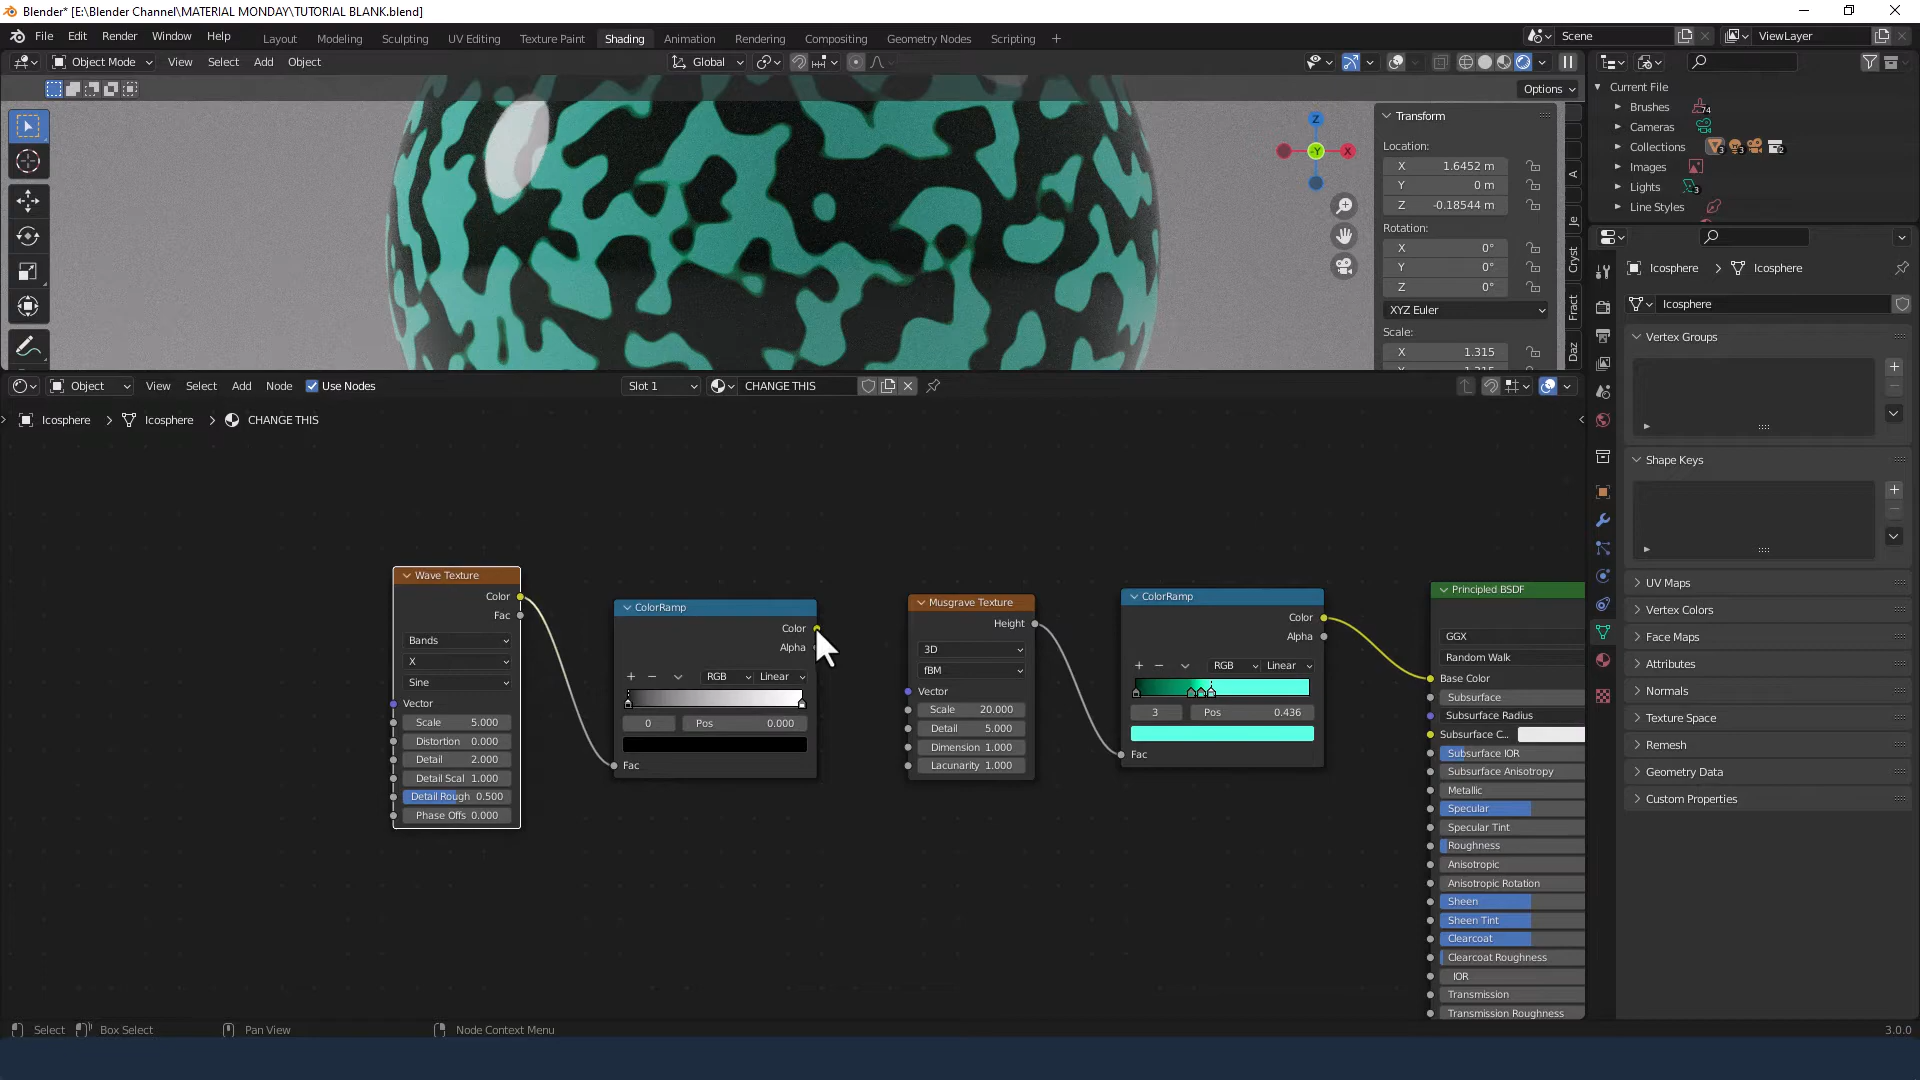 Blender* [E:\Blender Channel\MATERIAL MONDAY\TUTORIAL BLANK.blend]
File Edit Render Window Help Layout Modeling Sculpting UV Editing Texture Paint Shading Animation Rendering Compositing Geometry Nodes Scripting + Scene ViewLayer
Object Mode View Select Add Object Global
Options
Current File
Brushes 74
Cameras
Collections 3 3 2
Images
Lights 3
Line Styles
Transform
Location:
X 1.6452 m
Y 0 m
Z -0.18544 m
Rotation:
X 0°
Y 0°
Z 0°
XYZ Euler
Scale:
X 1.315
1.315
Z
-Y X
A
Je
Cryst
Fract
Daz
Object View Select Add Node Use Nodes Slot 1 CHANGE THIS
Icosphere > Icosphere > CHANGE THIS
Wave Texture
Color
Fac
Bands
X
Sine
Vector
Scale 5.000
Distortion 0.000
Detail 2.000
Detail Scal 1.000
Detail Rough 0.500
Phase Offs 0.000
ColorRamp
Color
Alpha
RGB Linear
0 Pos 0.000
Fac
Musgrave Texture
Height
3D
fBM
Vector
Scale 20.000
Detail 5.000
Dimension 1.000
Lacunarity 1.000
ColorRamp
Color
Alpha
RGB Linear
3 Pos 0.436
Fac
Principled BSDF
GGX
Random Walk
Base Color
Subsurface
Subsurface Radius
Subsurface C...
Subsurface IOR
Subsurface Anisotropy
Metallic
Specular
Specular Tint
Roughness
Anisotropic
Anisotropic Rotation
Sheen
Sheen Tint
Clearcoat
Clearcoat Roughness
IOR
Transmission
Transmission Roughness
Icosphere > Icosphere
Icosphere
Vertex Groups
Shape Keys
UV Maps
Vertex Colors
Face Maps
Attributes
Normals
Texture Space
Remesh
Geometry Data
Custom Properties
Select Box Select Pan View Node Context Menu 3.0.0